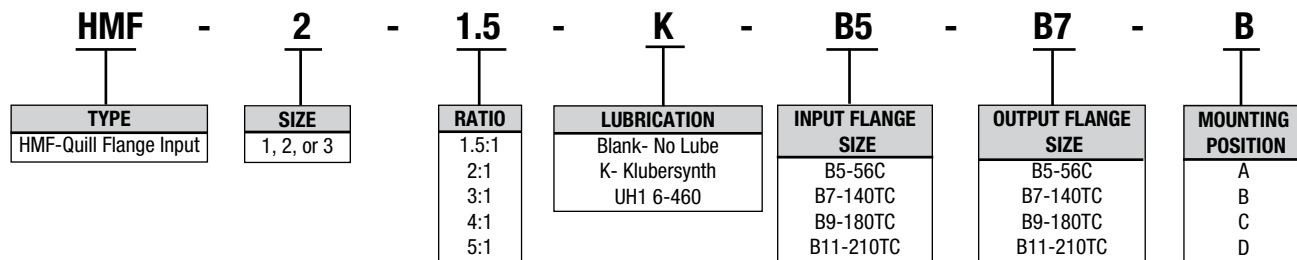 HMF - 2 - 1.5 - K - B5 - B7 - B
TYPE
HMF-Quill Flange Input
SIZE
1, 2, or 3
RATIO
1.5:1
2:1
3:1
4:1
5:1
LUBRICATION
Blank- No Lube
K- Klubersynth
UH1 6-460
INPUT FLANGE
SIZE
B5-56C
B7-140TC
B9-180TC
B11-210TC
OUTPUT FLANGE
SIZE
B5-56C
B7-140TC
B9-180TC
B11-210TC
MOUNTING
POSITION
A
B
C
D